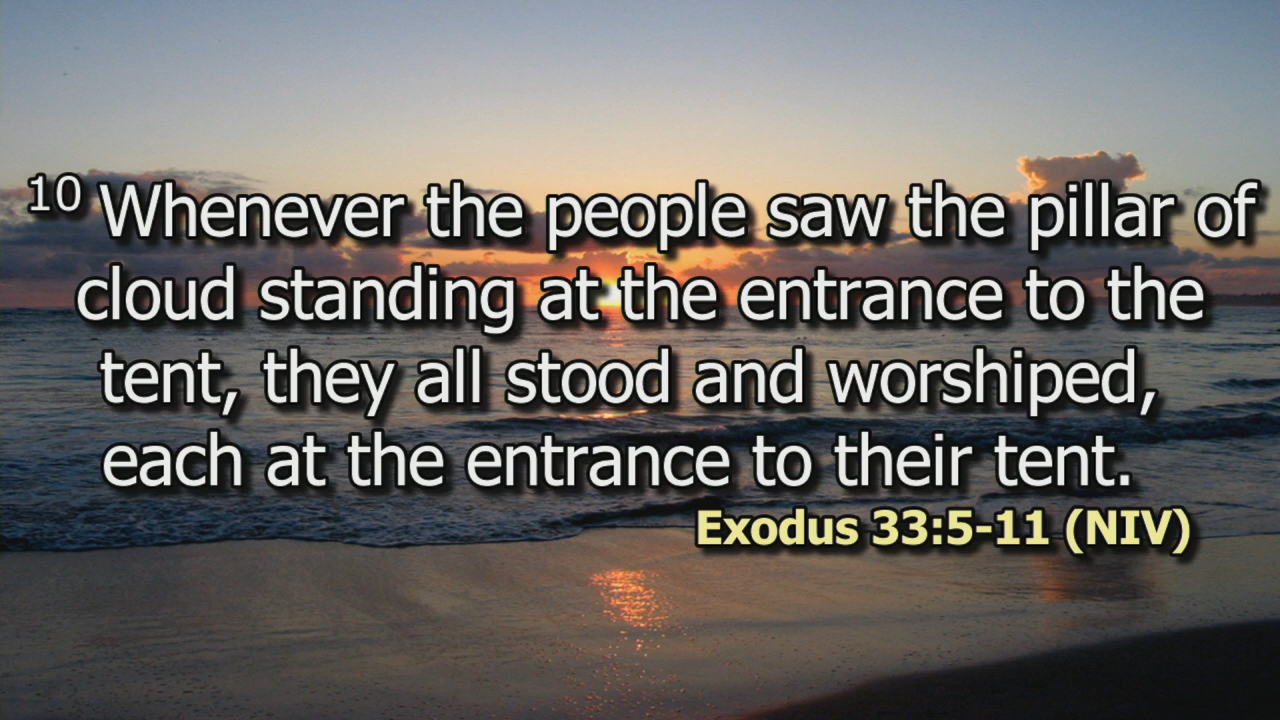 10 Whenever the people saw the pillar of
cloud standing at the entrance to the
tent, they all stood and worshiped,
each at the entrance to their tent.
Exodus 33:5-11 (NIV)